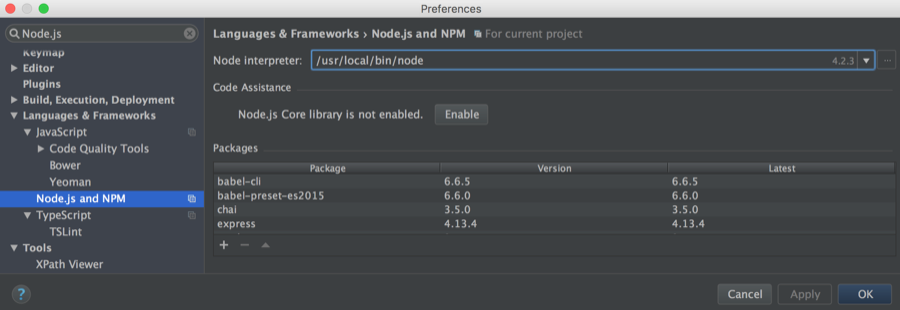 Preferences
Node.js
Keymap
Editor
Plugins
Build, Execution, Deployment
Languages & Frameworks
JavaScript
Code Quality Tools
Bower
Yeoman
Node.js and NPM
TypeScript
TSLint
Tools
XPath Viewer
Languages & Frameworks › Node.js and NPM For current project
Node interpreter: /usr/local/bin/node 4.2.3 ...
Code Assistance
Node.js Core library is not enabled. Enable
Packages
Package Version Latest
babel-cli 6.6.5 6.6.5
babel-preset-es2015 6.6.0 6.6.0
chai 3.5.0 3.5.0
express 4.13.4 4.13.4
? Cancel Apply OK